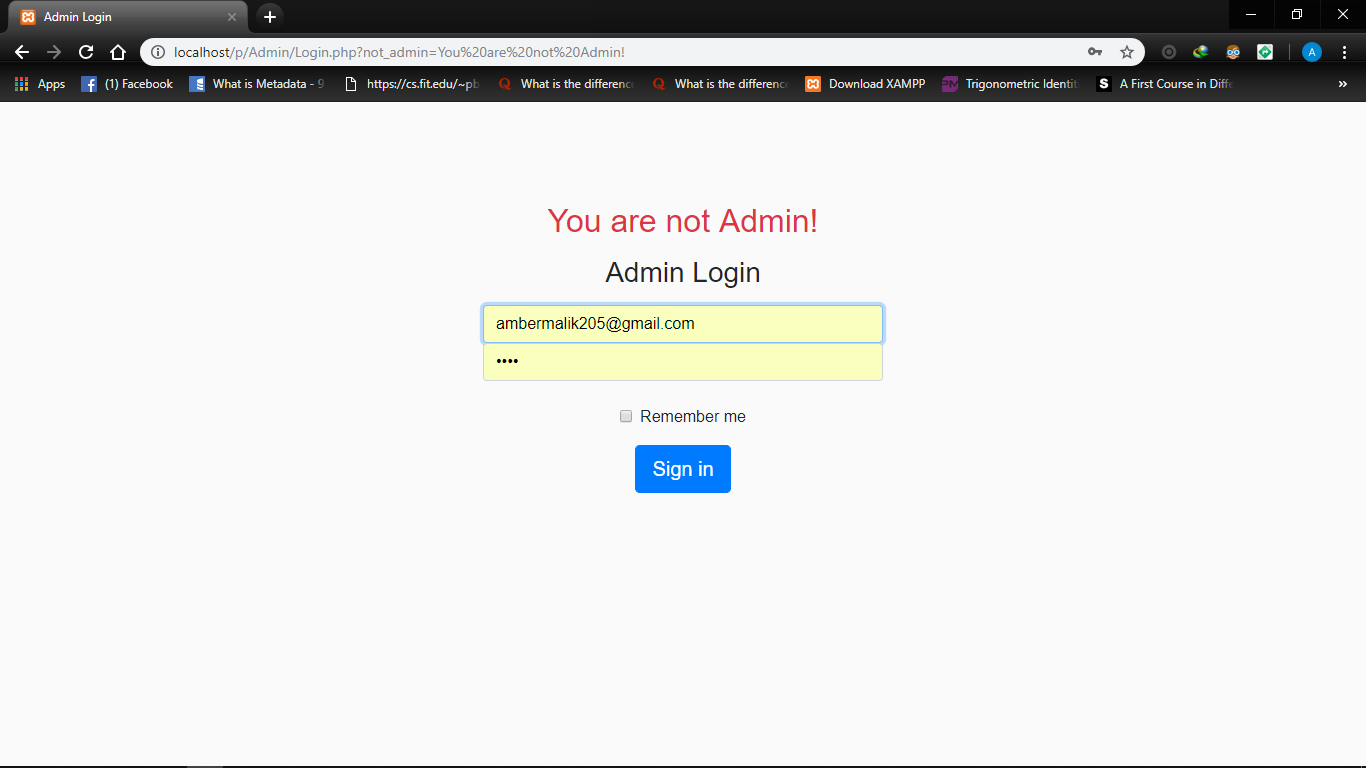 Admin Login
localhost/p/Admin/Login.php?not_admin=You%20are%20not%20Admin!
A
Apps
(1) Facebook
What is Metadata - 9
https://cs.fit.edu/~pb
What is the difference
What is the difference
Download XAMPP
Trigonometric Identit
A First Course in Diffe
»
You are not Admin!
Admin Login
ambermalik205@gmail.com
••••
Remember me
Sign in